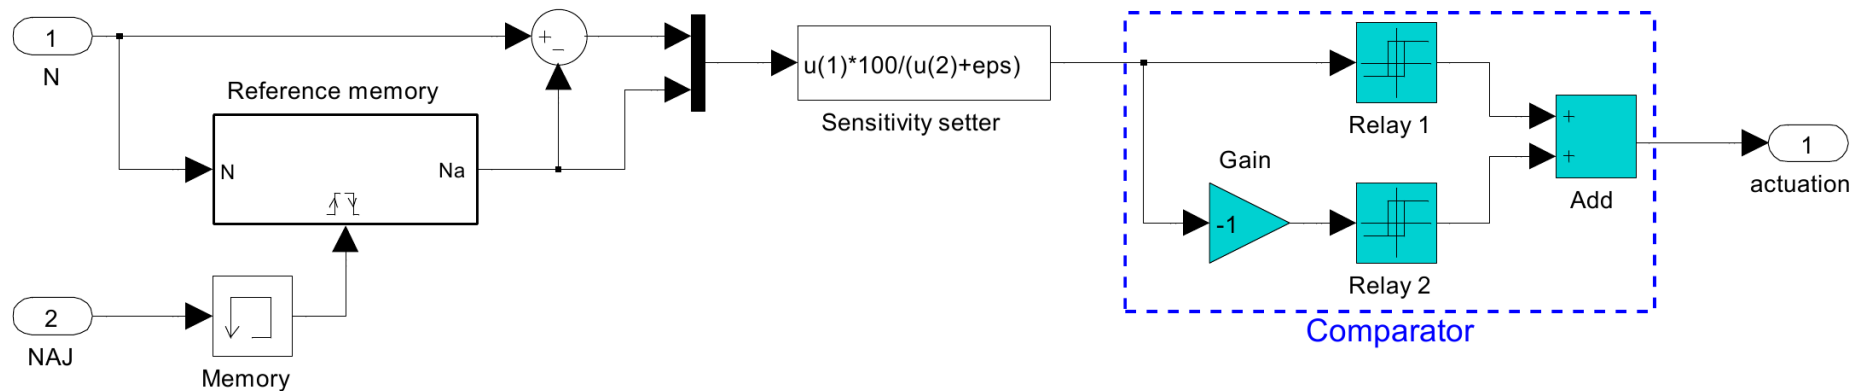 1
N
Reference memory
N
Na
2
NAJ
Memory
+
_
u(1)*100/(u(2)+eps)
Sensitivity setter
Relay 1
Gain
-1
Relay 2
+
+
Add
Comparator
1
actuation